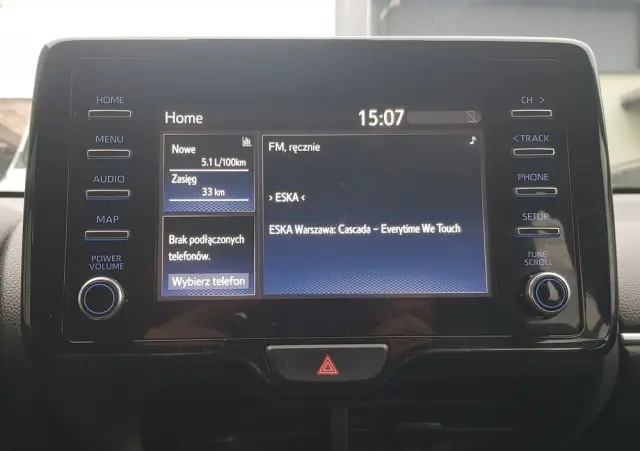 HOME
MENU
AUDIO
MAP
POWER
VOLUME
Home
15:07
Nowe
5.1 L/100km
Zasięg
33 km
Brak podłączonych
telefonów.
Wybierz telefon
FM, ręcznie
› ESKA ‹
ESKA Warszawa: Cascada – Everytime We Touch
CH >
<TRACK
PHONE
SETUP
TUNE
SCROLL